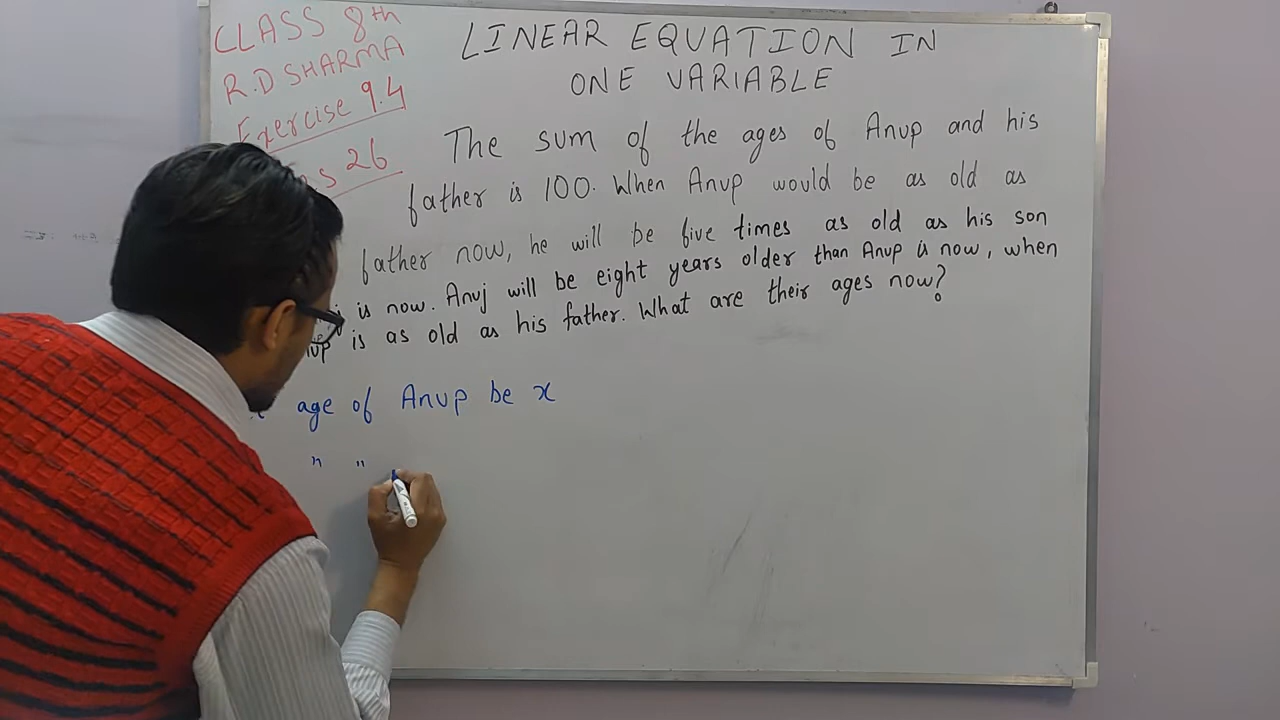 CLASS 8th
R.D SHARMA
Exercise 9.4
26
LINEAR EQUATION IN
ONE VARIABLE
The sum of the ages of Anup and his
father is 100. When Anup would be as old as
father now, he will be five times as old as his son
is now. Anuj will be eight years older than Anup is now, when
is as old as his father. What are their ages now?
age of Anup be x
" "